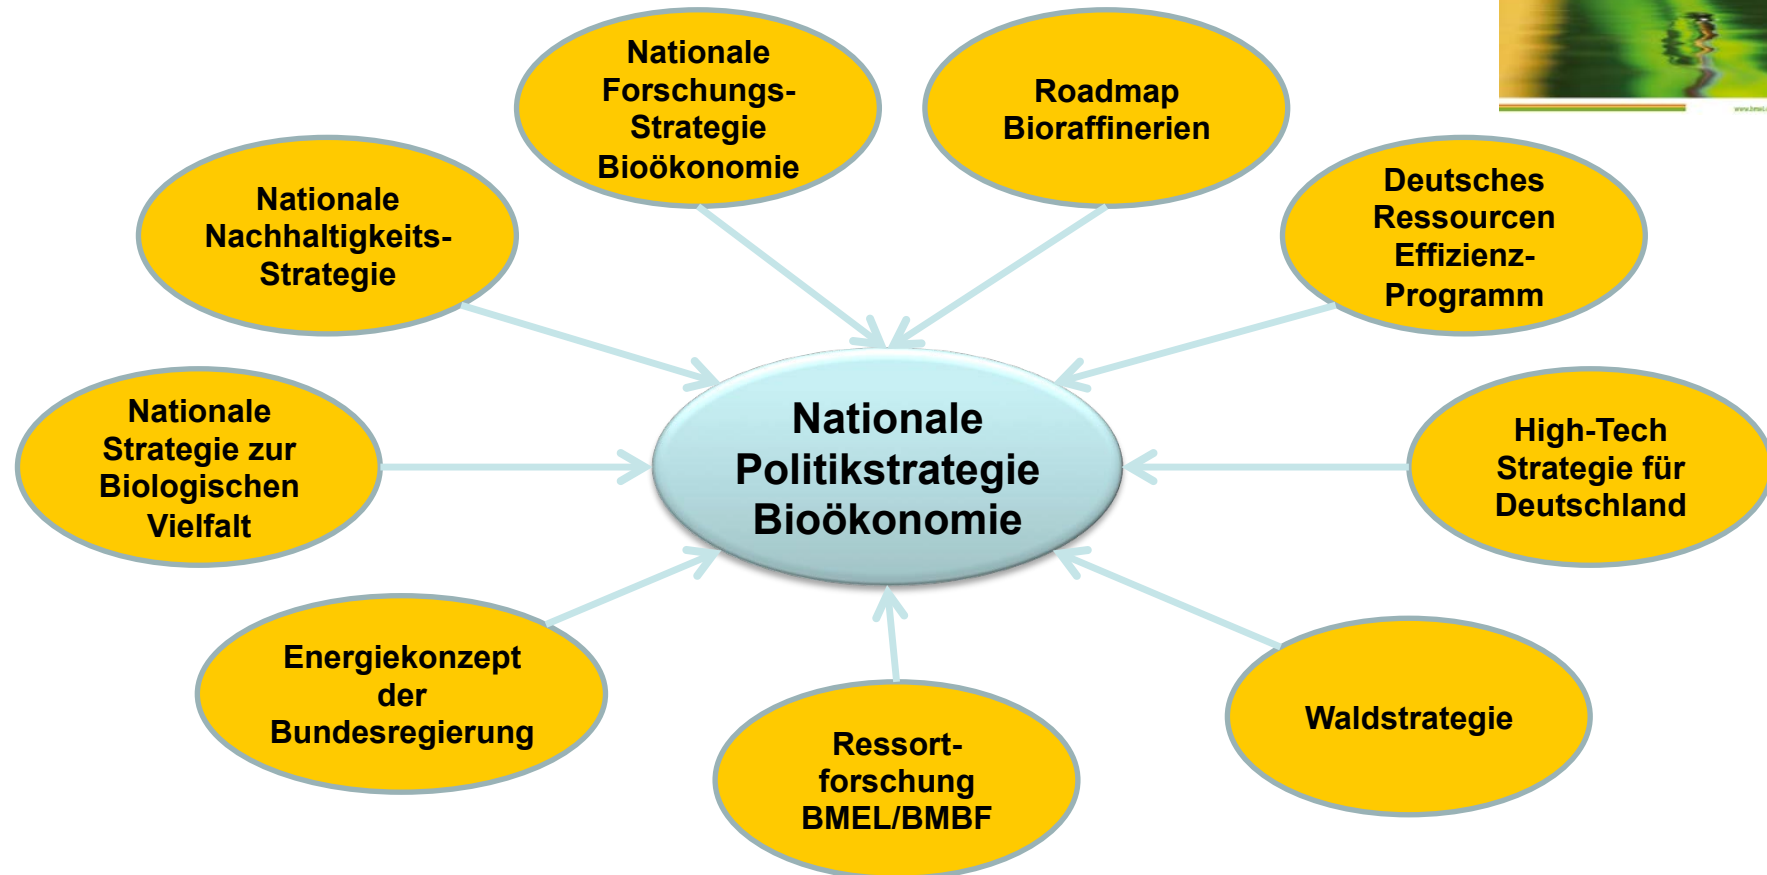 Nationale
Forschungs-
Strategie
Bioökonomie
Roadmap
Bioraffinerien
Nationale
Nachhaltigkeits-
Strategie
Deutsches
Ressourcen
Effizienz-
Programm
Nationale
Strategie zur
Biologischen
Vielfalt
Nationale
Politikstrategie
Bioökonomie
High-Tech
Strategie für
Deutschland
Energiekonzept
der
Bundesregierung
Ressort-
forschung
BMEL/BMBF
Waldstrategie